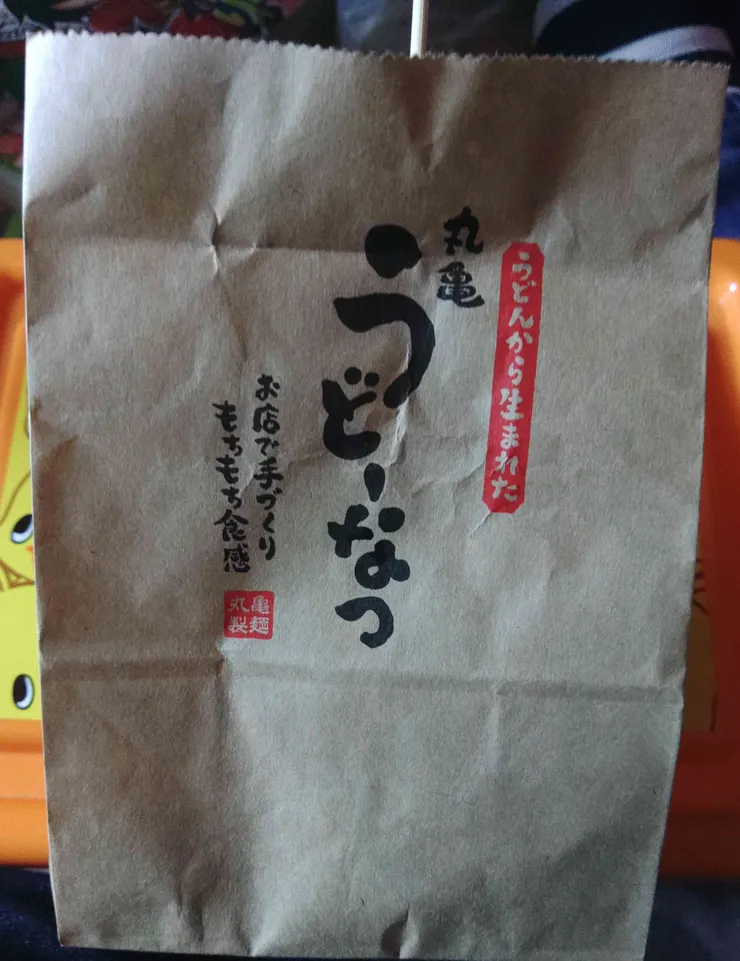 うどんから生まれた
丸亀
うどーなつ
お店で手づくり
もちもち食感
丸亀
製麺